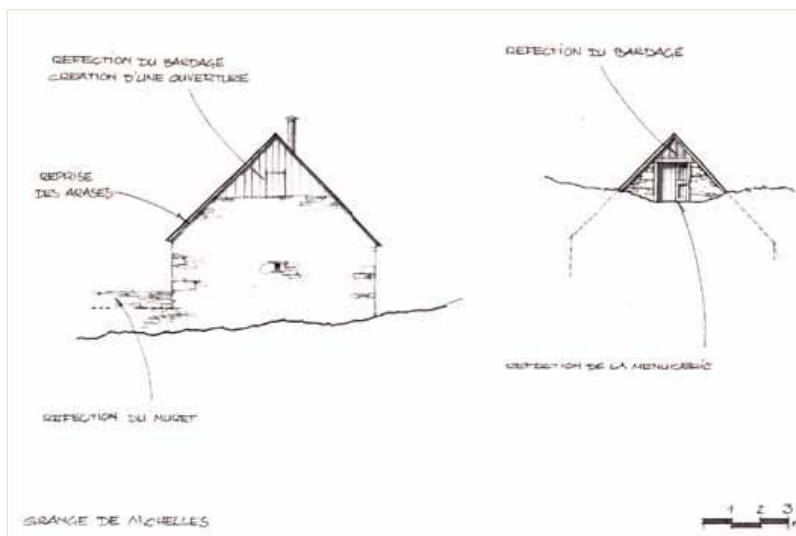 REFECTION DU BARDAGE
CREATION D'UNE OUVERTURE
REFECTION DU BARDAGE
REPRISE
DES ARASES
REFECTION DE LA MENUISERIE
REFECTION DU MURET
GRANGE DE MICHELLES
1 2 3
m